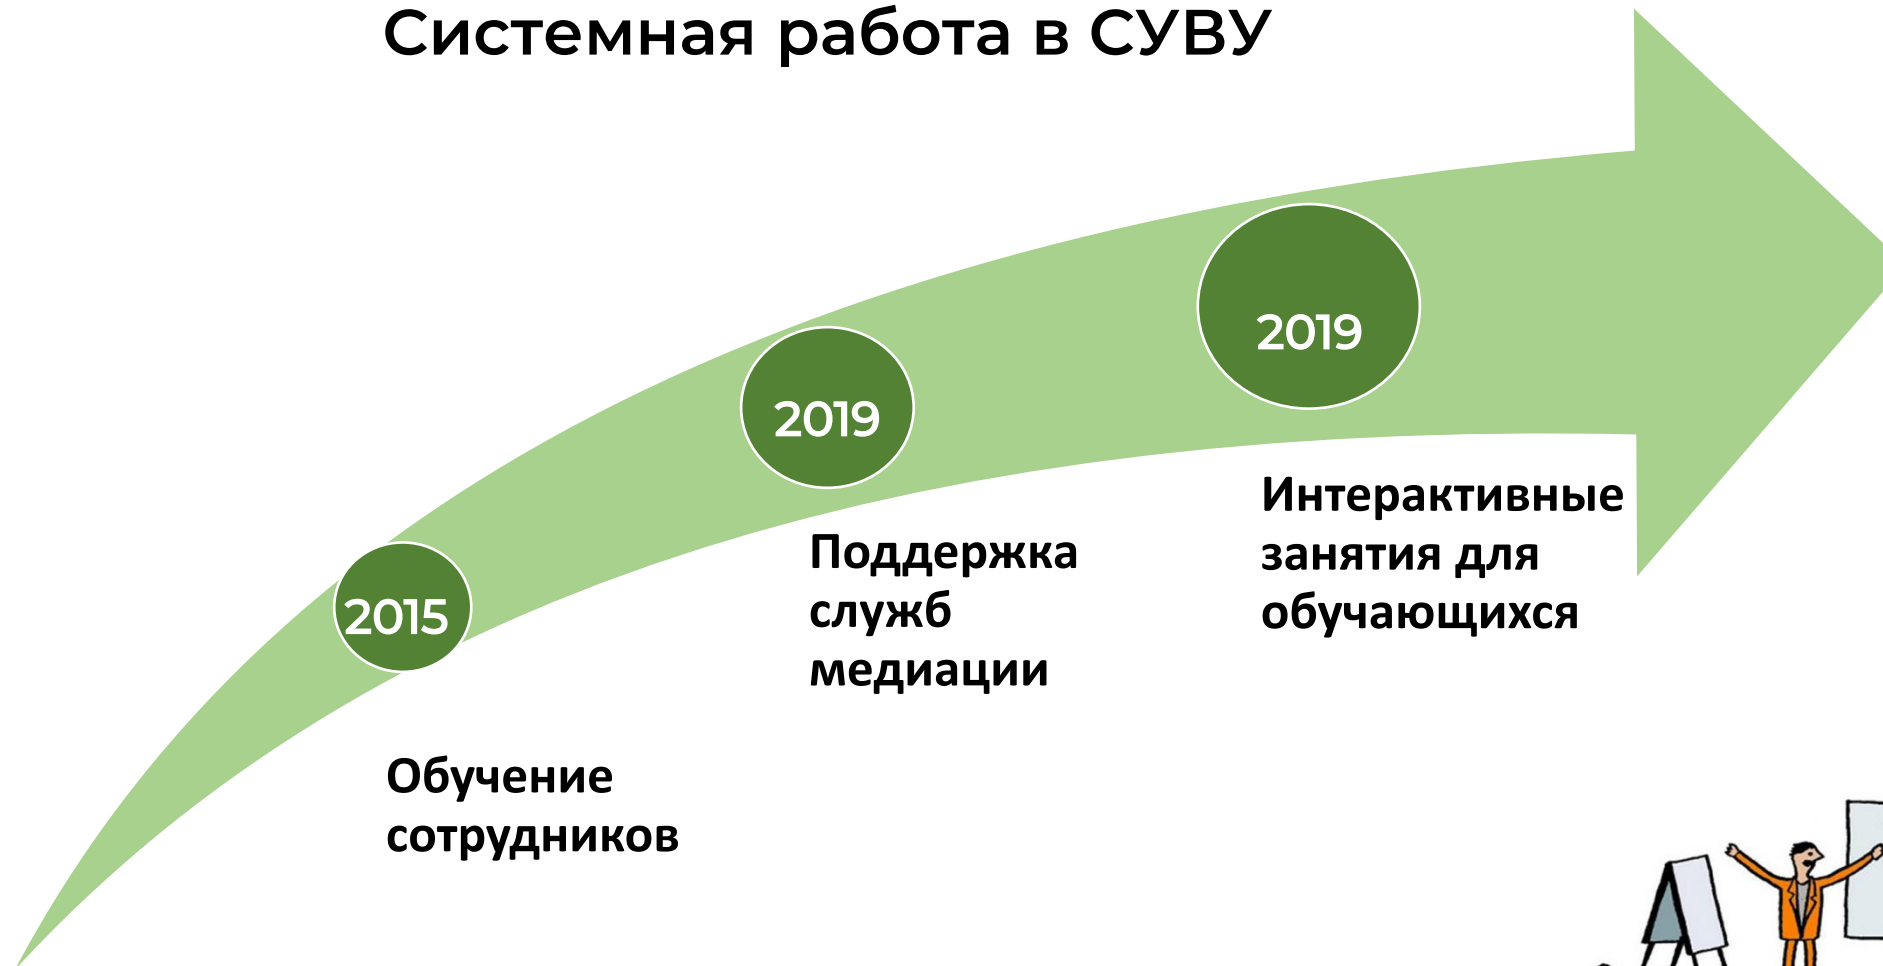 Системная работа в СУВУ
2015
Обучение
сотрудников
2019
Поддержка
служб
медиации
2019
Интерактивные
занятия для
обучающихся